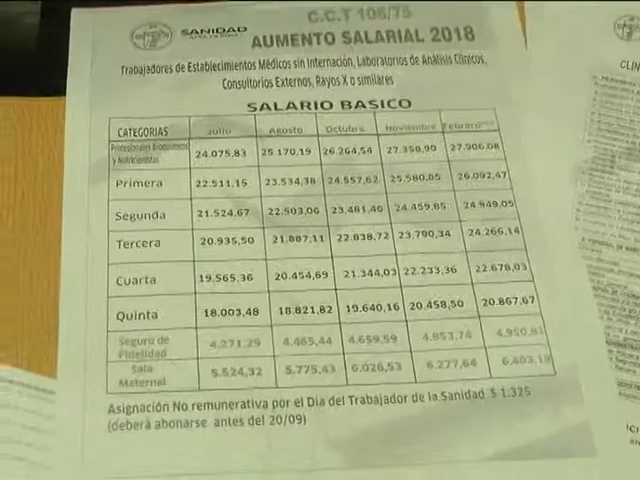 C.C.T 108/75
SANIDAD
AUMENTO SALARIAL 2018
Trabajadores de Establecimientos Médicos sin Internación, Laboratorios de Análisis Clínicos,
Consultorios Externos, Rayos X o similares
SALARIO BASICO
CATEGORIAS Julio Agosto Octubre Noviembre Febrero
Profesionales Bioquímicos y Nutricionistas 24.075,83 25.170,19 26.264,54 27.358,90 27.906,08
Primera 22.511,15 23.534,38 24.557,62 25.580,85 26.092,47
Segunda 21.524,67 22.503,06 23.481,46 24.459,85 24.949,05
Tercera 20.935,50 21.887,11 22.838,72 23.790,34 24.266,14
Cuarta 19.565,36 20.454,69 21.344,03 22.233,36 22.678,03
Quinta 18.003,48 18.821,82 19.640,16 20.458,50 20.867,67
Seguro de Fidelidad 4.271,29 4.465,44 4.659,59 4.853,74 4.950,81
Sala Maternal 5.524,32 5.775,43 6.026,53 6.277,64 6.403,19
Asignación No remunerativa por el Dia del Trabajador de la Sanidad $ 1.325
(deberá abonarse antes del 20/09)